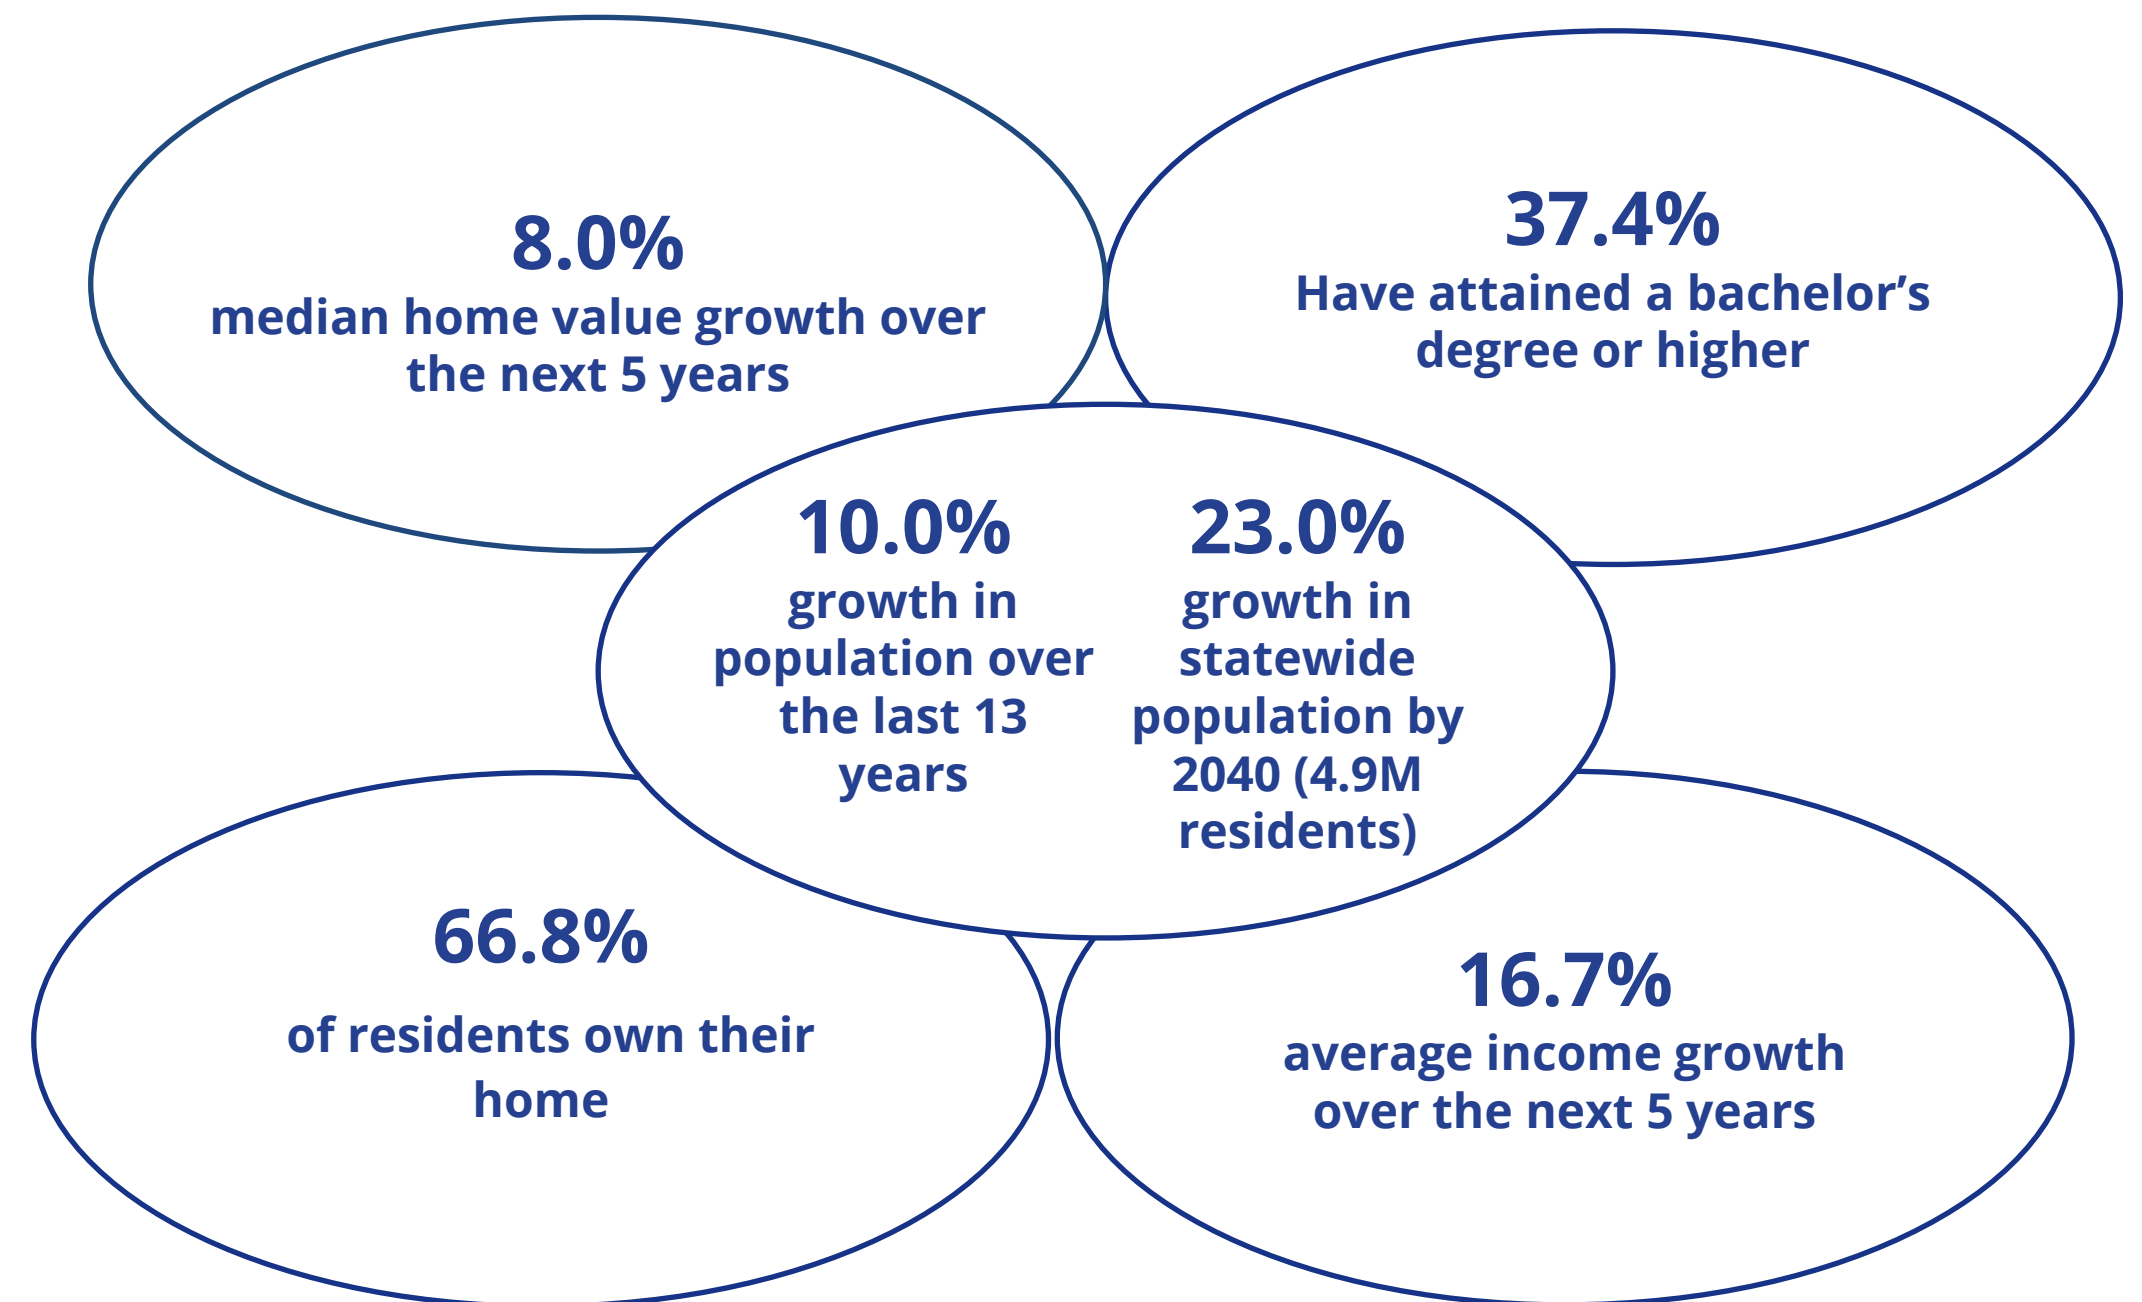 8.0%
median home value growth over
the next 5 years
37.4%
Have attained a bachelor’s
degree or higher
10.0%
growth in
population over
the last 13
years
23.0%
growth in
statewide
population by
2040 (4.9M
residents)
66.8%
of residents own their
home
16.7%
average income growth
over the next 5 years